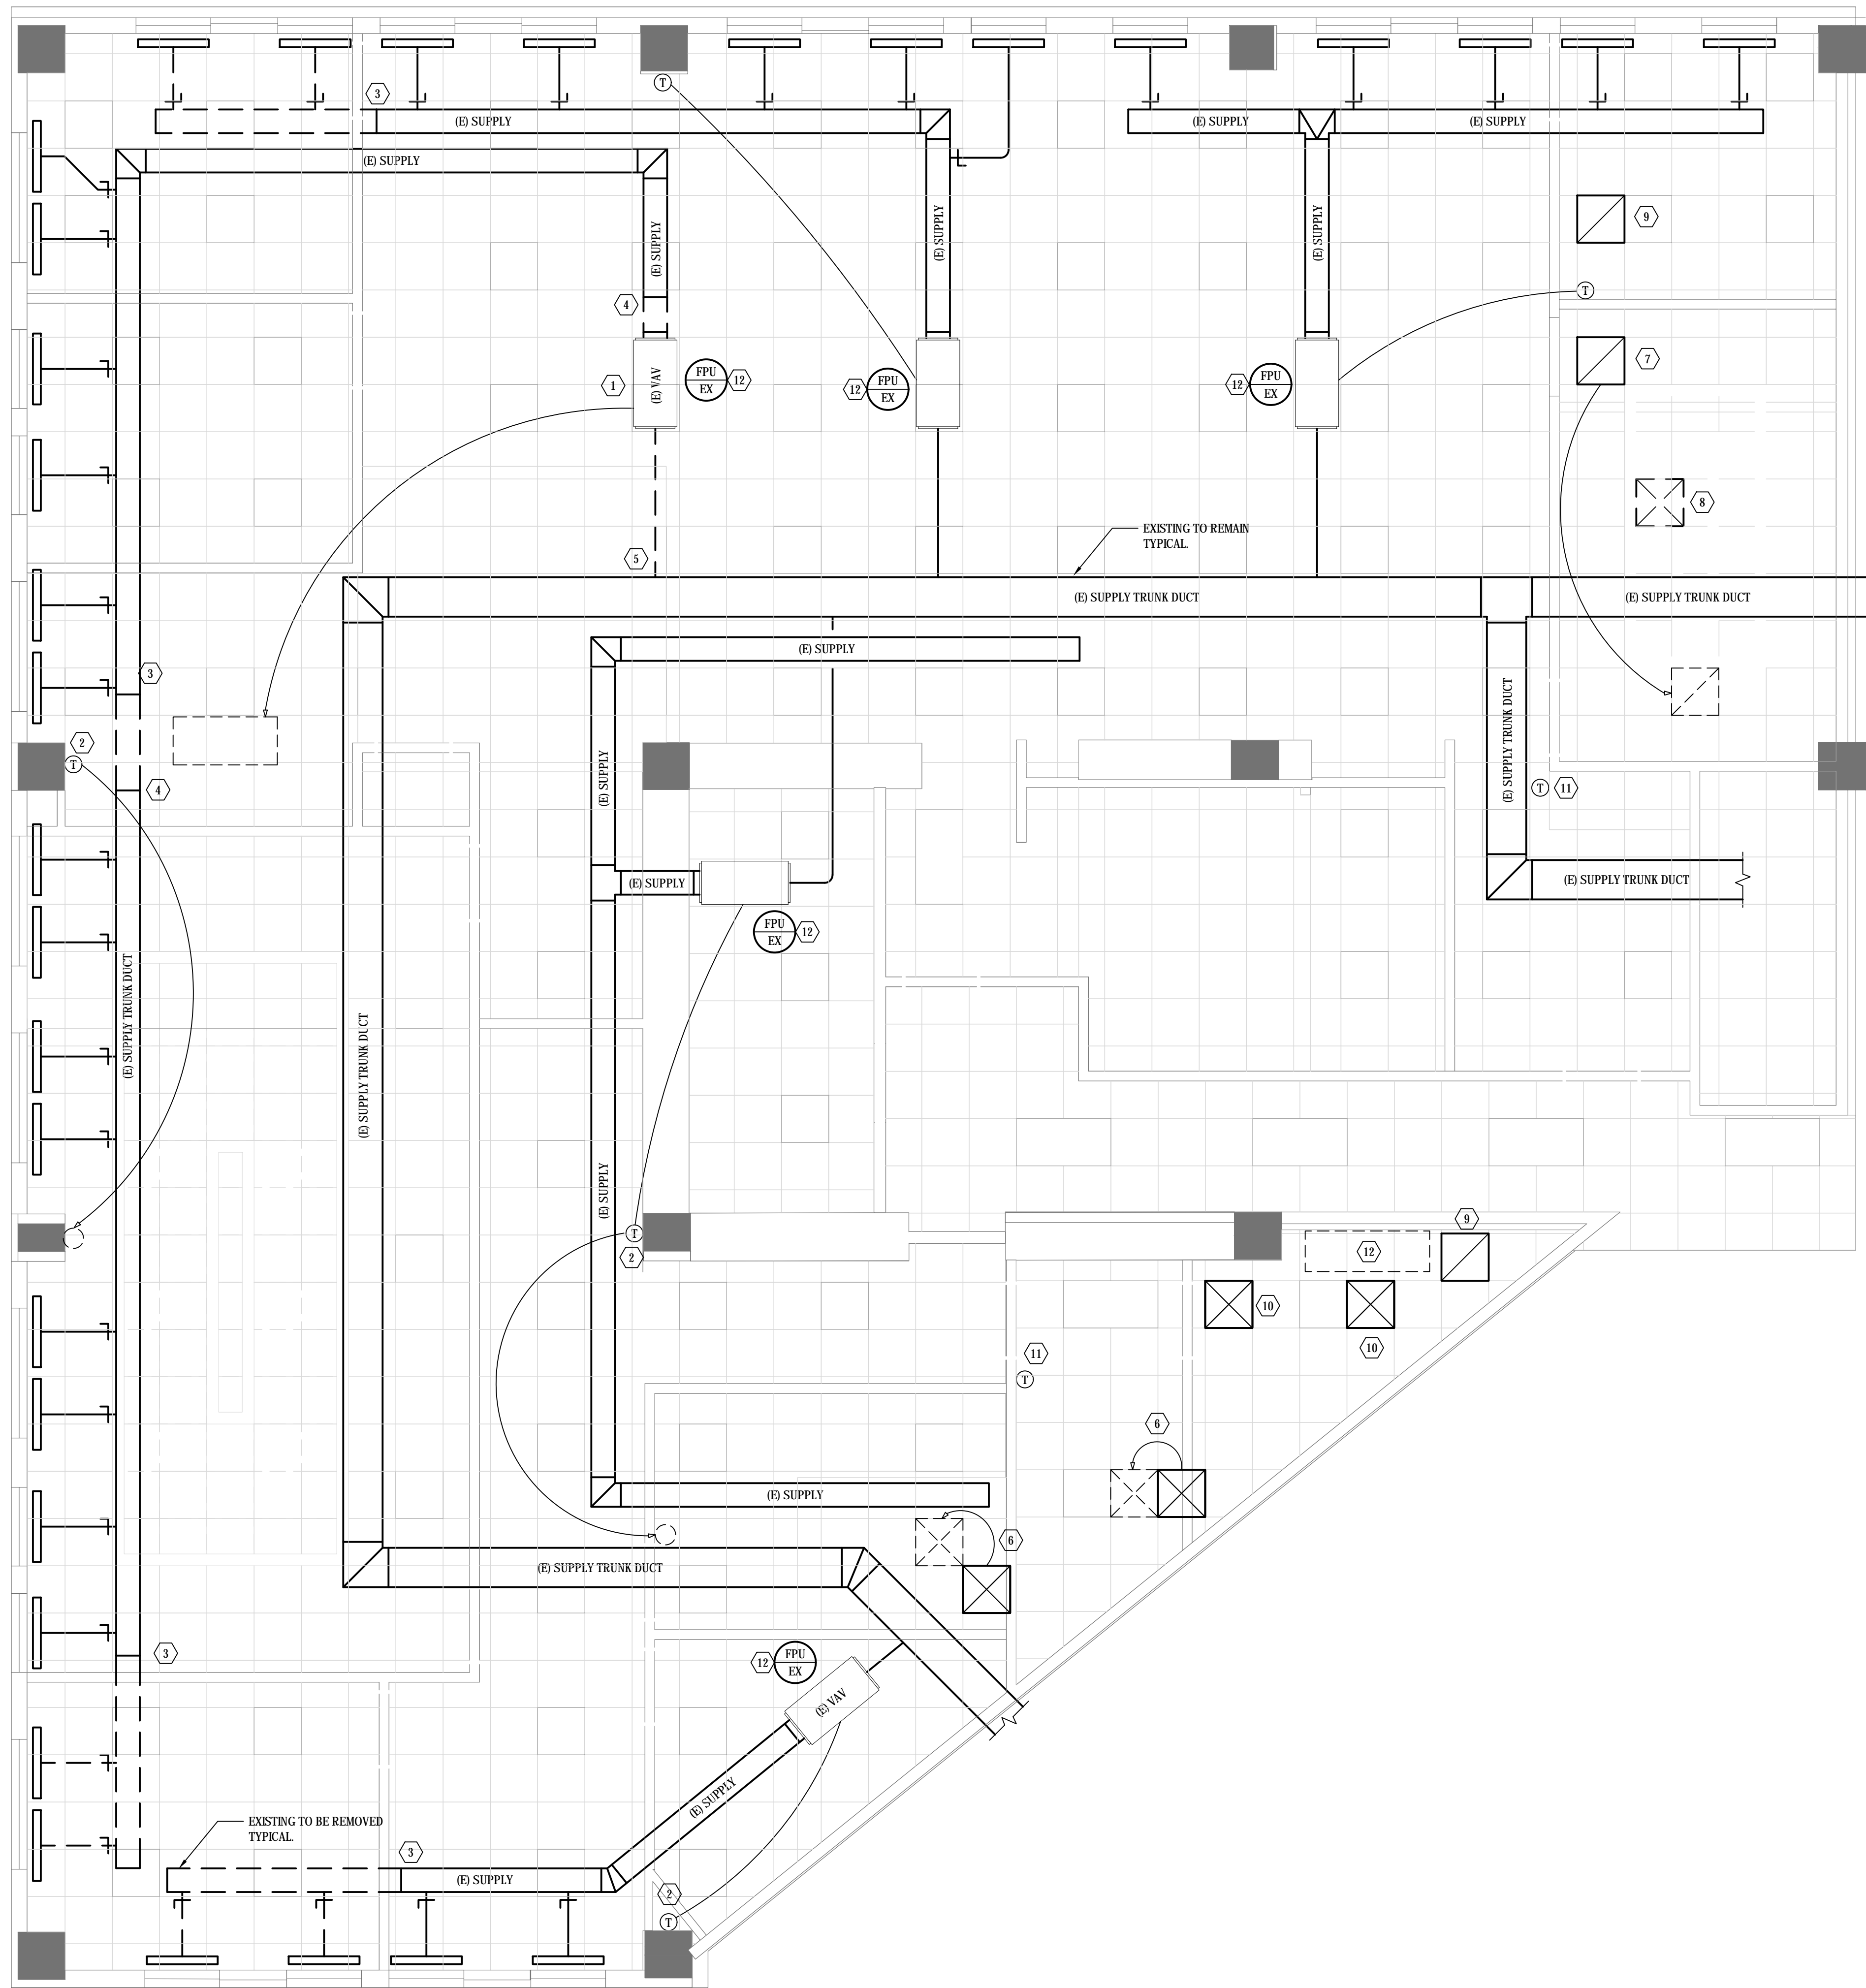 3
T
(E) SUPPLY
(E) SUPPLY
(E) SUPPLY
(E) SUPPLY
(E) SUPPLY
(E) SUPPLY
(E) SUPPLY
9
T
4
1
(E) VAV
FPU
EX
12
12
FPU
EX
12
FPU
EX
7
8
EXISTING TO REMAIN
TYPICAL.
5
(E) SUPPLY TRUNK DUCT
(E) SUPPLY TRUNK DUCT
(E) SUPPLY
3
(E) SUPPLY TRUNK DUCT
2
T
(E) SUPPLY
4
T
11
(E) SUPPLY
(E) SUPPLY TRUNK DUCT
FPU
EX
12
(E) SUPPLY TRUNK DUCT
(E) SUPPLY TRUNK DUCT
(E) SUPPLY
T
2
9
12
10
10
11
T
6
(E) SUPPLY
6
(E) SUPPLY TRUNK DUCT
3
12
FPU
EX
(E) VAV
(E) SUPPLY
EXISTING TO BE REMOVED
TYPICAL.
3
(E) SUPPLY
2
T